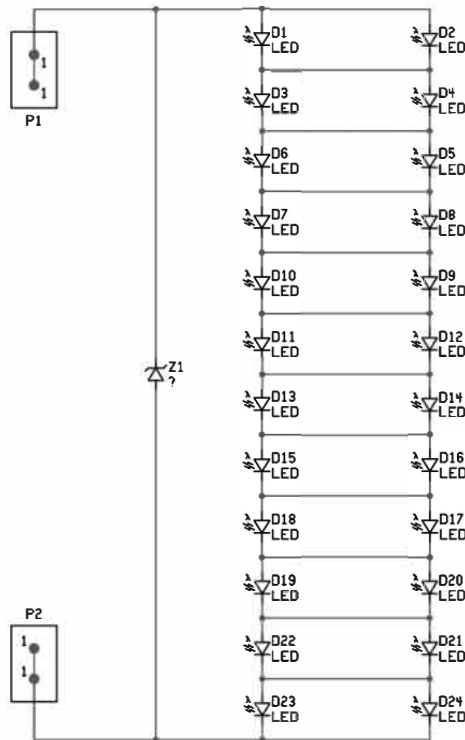 D1 D2
LED LED
1
D3 D4
1
LED LED
P1
D6 D5
LED LED
D7 D8
LED LED
D10 D9
LED LED
D11 D12
LED LED
Z1
?
D13 D14
LED LED
D15 D16
LED LED
D18 D17
LED LED
D19 D20
LED LED
P2
D22 D21
1
LED LED
1
D23 D24
LED LED